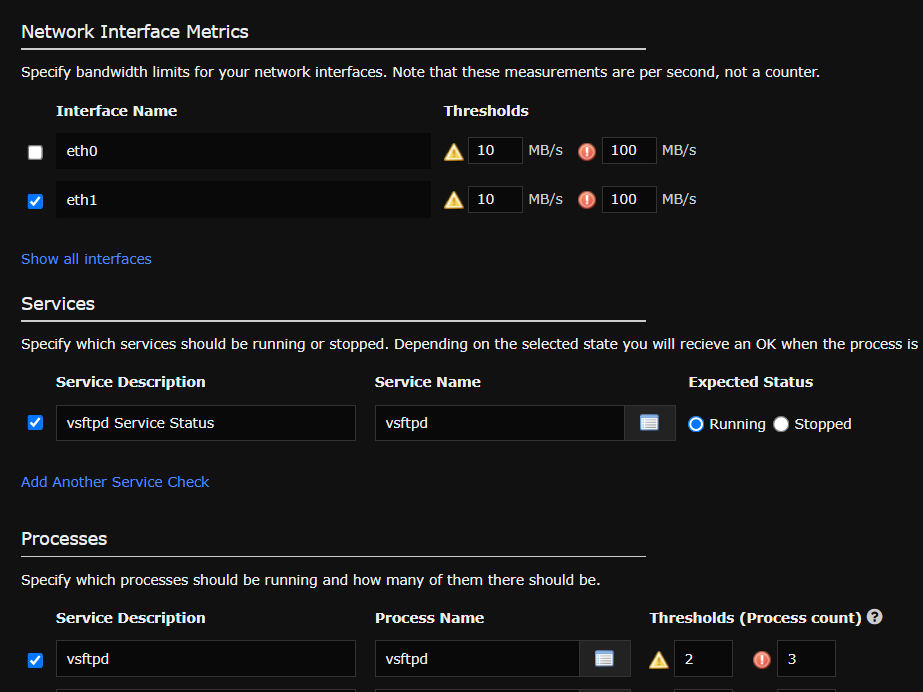 Network Interface Metrics
Specify bandwidth limits for your network interfaces. Note that these measurements are per second, not a counter.
Interface Name Thresholds
eth0 10 MB/s 100 MB/s
eth1 10 MB/s 100 MB/s
Show all interfaces
Services
Specify which services should be running or stopped. Depending on the selected state you will recieve an OK when the process is
Service Description Service Name Expected Status
vsftpd Service Status vsftpd Running Stopped
Add Another Service Check
Processes
Specify which processes should be running and how many of them there should be.
Service Description Process Name Thresholds (Process count) ?
vsftpd vsftpd 2 3